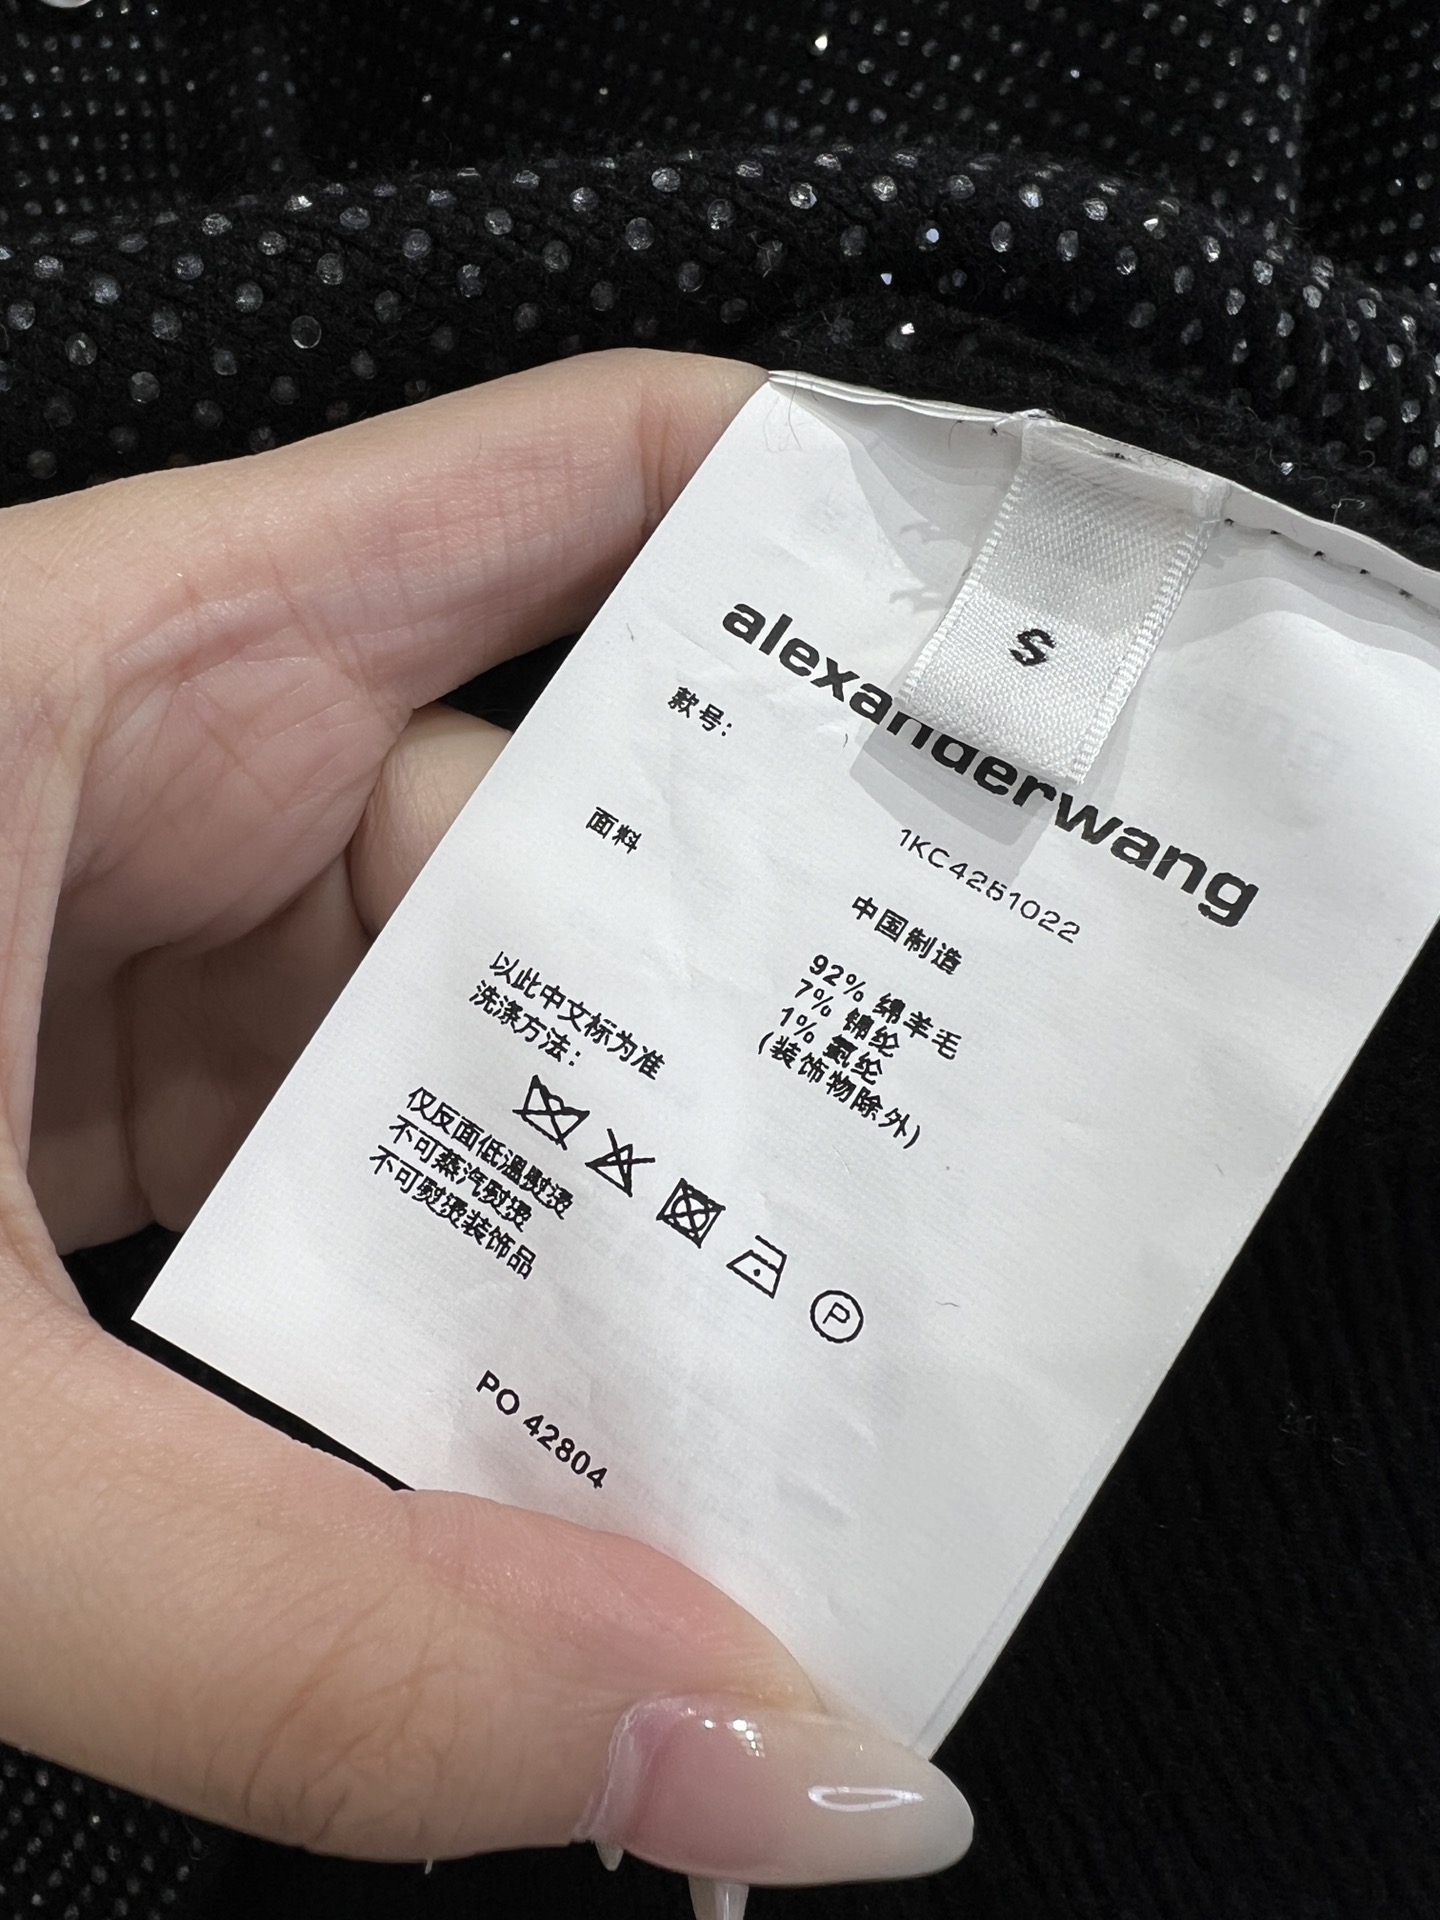 S
alexanderwang
款号:
1KC4251022
中国制造
面料
92% 绵羊毛
7% 锦纶
1% 氨纶
(装饰物除外)
以此中文标为准
洗涤方法:
P
仅反面低温熨烫
不可蒸汽熨烫
不可熨烫装饰品
PO 42804